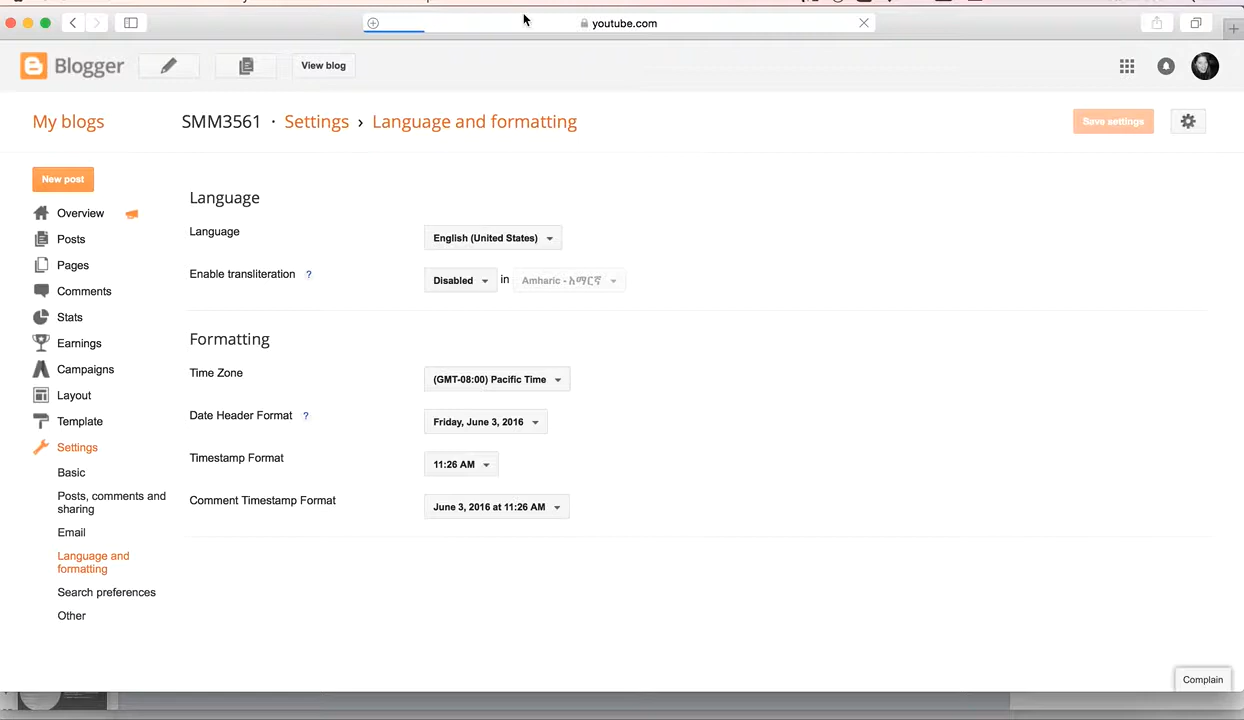 youtube.com
Blogger
View blog
My blogs
SMM3561 · Settings › Language and formatting
Save settings
New post
Overview
Posts
Pages
Comments
Stats
Earnings
Campaigns
Layout
Template
Settings
Basic
Posts, comments and
sharing
Email
Language and
formatting
Search preferences
Other
Language
Language
English (United States)
Enable transliteration ?
Disabled in Amharic - አማርኛ
Formatting
Time Zone
(GMT-08:00) Pacific Time
Date Header Format ?
Friday, June 3, 2016
Timestamp Format
11:26 AM
Comment Timestamp Format
June 3, 2016 at 11:26 AM
Complain